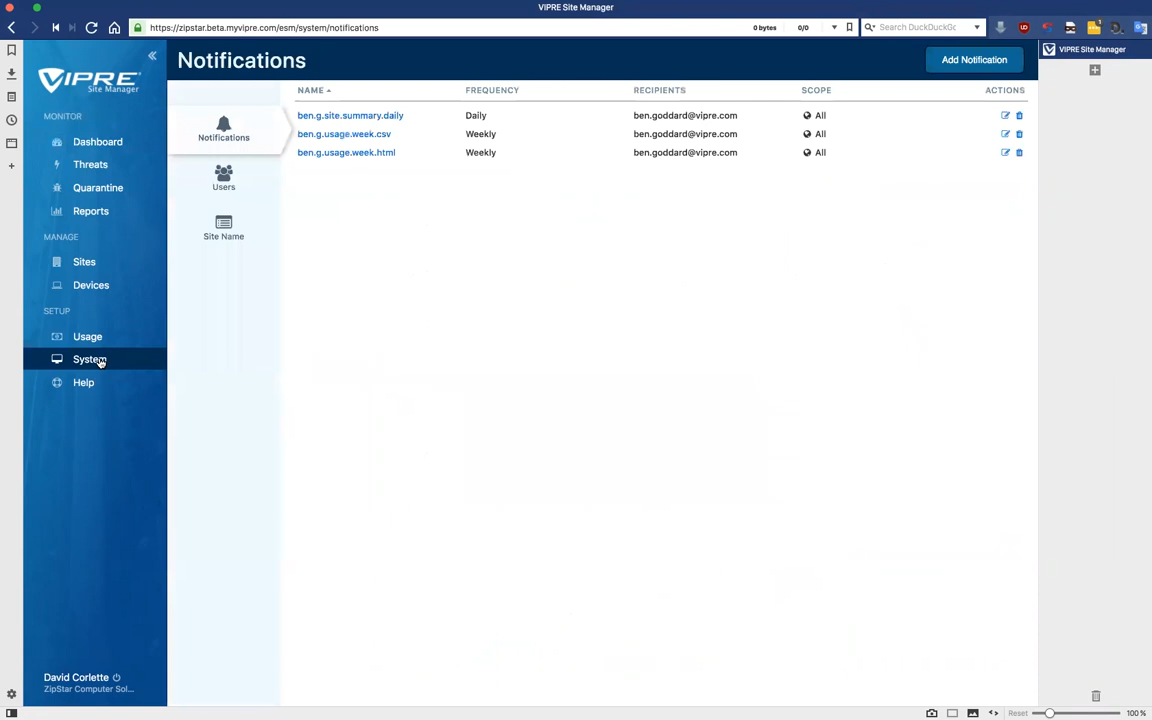 VIPRE Site Manager
https://zipstar.beta.myvipre.com/esm/system/notifications
0 bytes
0/0
Search DuckDuckGo
1
VIPRE Site Manager
VIPRE
Site Manager
Notifications
Add Notification
MONITOR
Dashboard
Threats
Quarantine
Reports
MANAGE
Sites
Devices
SETUP
Usage
System
Help
Notifications
Users
Site Name
NAME FREQUENCY RECIPIENTS SCOPE ACTIONS
ben.g.site.summary.daily Daily ben.goddard@vipre.com All
ben.g.usage.week.csv Weekly ben.goddard@vipre.com All
ben.g.usage.week.html Weekly ben.goddard@vipre.com All
David Corlette
ZipStar Computer Sol...
Reset
100 %